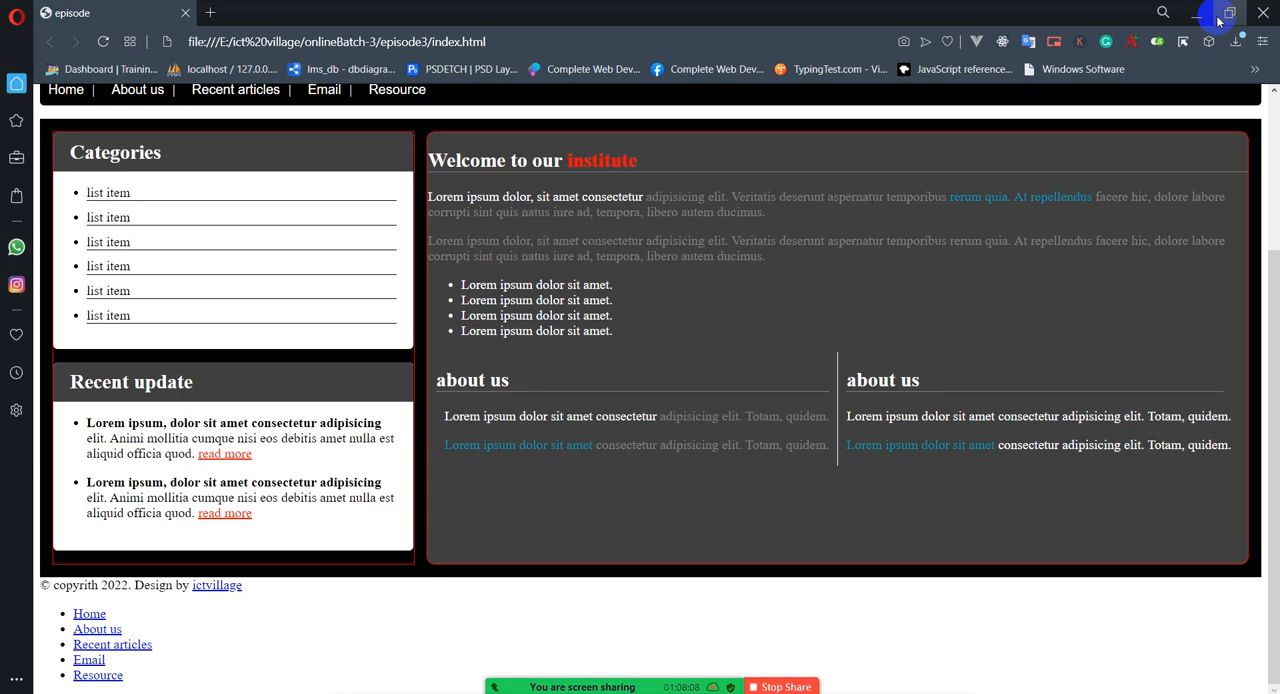 episode
file:///E:/ict%20village/onlineBatch-3/episode3/index.html
Dashboard | Trainin...
localhost / 127.0.0....
lms_db - dbdiagra...
PSDETCH | PSD Lay...
Complete Web Dev...
Complete Web Dev...
TypingTest.com - Vi...
JavaScript reference...
Windows Software
Home | About us | Recent articles | Email | Resource
Categories
list item
list item
list item
list item
list item
list item
Recent update
Lorem ipsum, dolor sit amet consectetur adipisicing
elit. Animi mollitia cumque nisi eos debitis amet nulla est
aliquid officia quod. read more
Lorem ipsum, dolor sit amet consectetur adipisicing
elit. Animi mollitia cumque nisi eos debitis amet nulla est
aliquid officia quod. read more
Welcome to our institute
Lorem ipsum dolor, sit amet consectetur adipisicing elit. Veritatis deserunt aspernatur temporibus rerum quia. At repellendus facere hic, dolore labore
corrupti sint quis natus iure ad, tempora, libero autem ducimus.
Lorem ipsum dolor, sit amet consectetur adipisicing elit. Veritatis deserunt aspernatur temporibus rerum quia. At repellendus facere hic, dolore labore
corrupti sint quis natus iure ad, tempora, libero autem ducimus.
Lorem ipsum dolor sit amet.
Lorem ipsum dolor sit amet.
Lorem ipsum dolor sit amet.
Lorem ipsum dolor sit amet.
about us
Lorem ipsum dolor sit amet consectetur adipisicing elit. Totam, quidem.
Lorem ipsum dolor sit amet consectetur adipisicing elit. Totam, quidem.
about us
Lorem ipsum dolor sit amet consectetur adipisicing elit. Totam, quidem.
Lorem ipsum dolor sit amet consectetur adipisicing elit. Totam, quidem.
© copyrith 2022. Design by ictvillage
Home
About us
Recent articles
Email
Resource
You are screen sharing 01:08:08 Stop Share